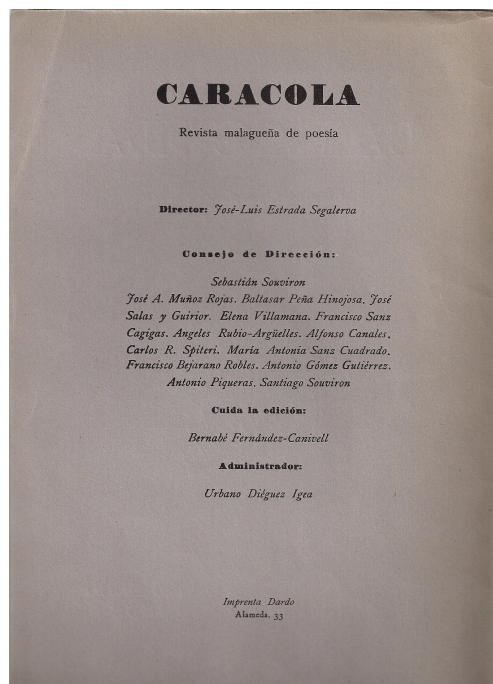 CARACOLA
Revista malagueña de poesía
Director: José-Luis Estrada Segalerva
Consejo de Dirección:
Sebastián Souviron
José A. Muñoz Rojas. Baltasar Peña Hinojosa. José
Salas y Guirior. Elena Villamana. Francisco Sanz
Cagigas. Angeles Rubio-Argüelles. Alfonso Canales.
Carlos R. Spiteri. María Antonia Sanz Cuadrado.
Francisco Bejarano Robles. Antonio Gómez Gutiérrez.
Antonio Piqueras. Santiago Souviron
Cuida la edición:
Bernabé Fernández-Canivell
Administrador:
Urbano Diéguez Igea
Imprenta Dardo
Alameda, 33